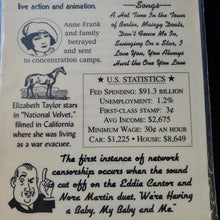 live action and animation.
Songs
A Hot Time In the Town
of Berlin, Mairzy Doats,
Don't Fence Me In,
Swinging On a Star, I
Love You, You Always
Hurt the One You Love
Anne Frank
and family
betrayed
and sent
to concentration camps.
Elizabeth Taylor stars
in "National Velvet,"
filmed in California
where she was living
as a war evacuee.
U.S. STATISTICS
FED SPENDING: $91.3 BILLION
UNEMPLOYMENT: 1.2%
FIRST-CLASS STAMP: 3¢
AVG INCOME: $2,675
MINIMUM WAGE: 30¢ AN HOUR
CAR: $1,225 • HOUSE: $8,649
The first instance of network
censorship occurs when the sound
cut off on the Eddie Cantor and
Nora Martin duet, We're Having
a Baby, My Baby and Me